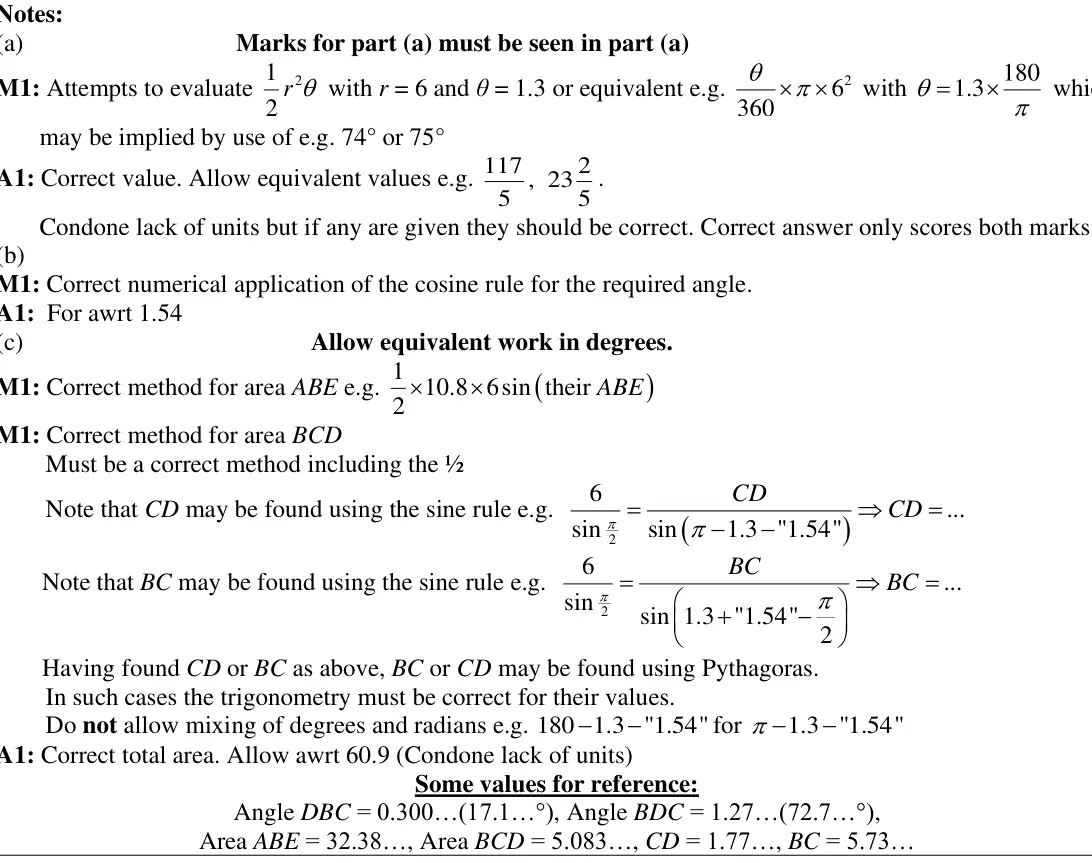 Notes:
(a) Marks for part (a) must be seen in part (a)
M1: Attempts to evaluate 1/2 r²θ with r = 6 and θ = 1.3 or equivalent e.g. θ/360 × π × 6² with θ = 1.3 × 180/π
may be implied by use of e.g. 74° or 75°
A1: Correct value. Allow equivalent values e.g. 117/5 , 23 2/5 .
Condone lack of units but if any are given they should be correct. Correct answer only scores both marks
(b)
M1: Correct numerical application of the cosine rule for the required angle.
A1: For awrt 1.54
(c) Allow equivalent work in degrees.
M1: Correct method for area ABE e.g. 1/2 × 10.8 × 6 sin (their ABE)
M1: Correct method for area BCD
Must be a correct method including the ½
Note that CD may be found using the sine rule e.g. 6/sin π/2 = CD/sin (π − 1.3 − "1.54") ⇒ CD = ...
Note that BC may be found using the sine rule e.g. 6/sin π/2 = BC/sin (1.3 + "1.54" − π/2) ⇒ BC = ...
Having found CD or BC as above, BC or CD may be found using Pythagoras.
In such cases the trigonometry must be correct for their values.
Do not allow mixing of degrees and radians e.g. 180 − 1.3 − "1.54" for π − 1.3 − "1.54"
A1: Correct total area. Allow awrt 60.9 (Condone lack of units)
Some values for reference:
Angle DBC = 0.300…(17.1…°), Angle BDC = 1.27…(72.7…°),
Area ABE = 32.38…, Area BCD = 5.083…, CD = 1.77…, BC = 5.73…